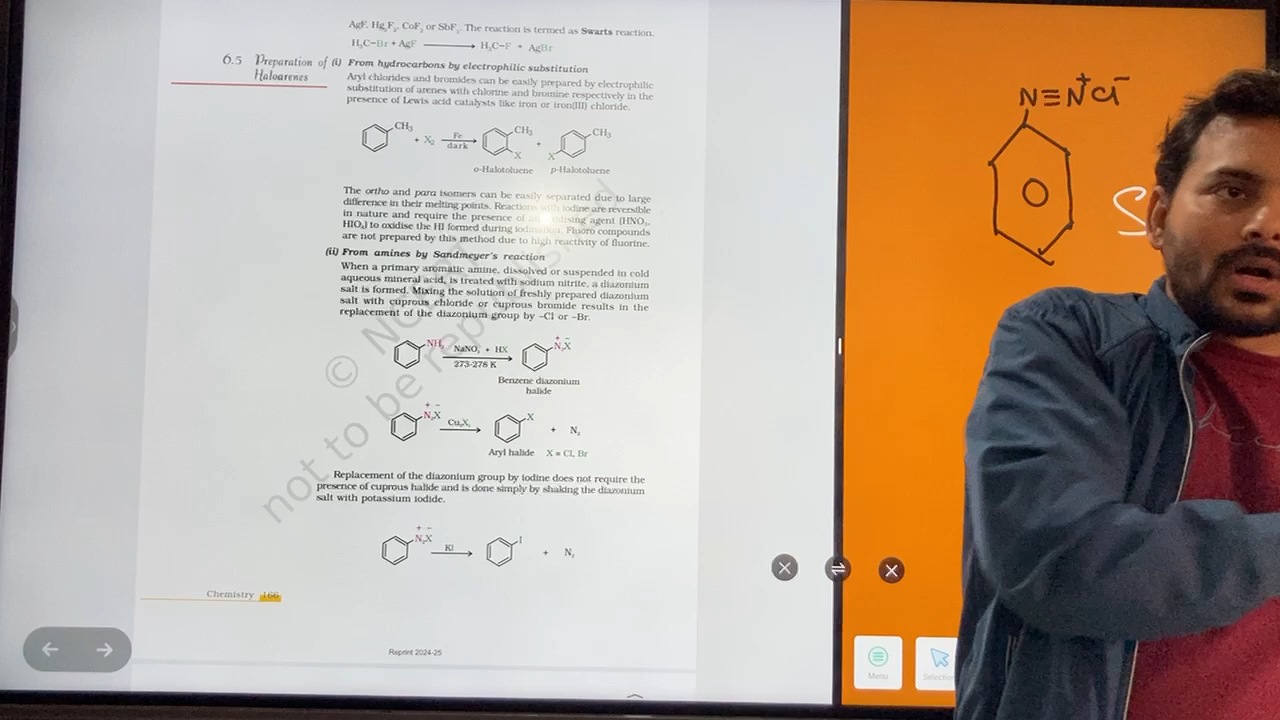 AgF, Hg₂F₂, CoF₂ or SbF₃. The reaction is termed as Swarts reaction.
H₃C–Br + AgF ⟶ H₃C–F + AgBr
6.5 Preparation of Haloarenes
(i) From hydrocarbons by electrophilic substitution
Aryl chlorides and bromides can be easily prepared by electrophilic
substitution of arenes with chlorine and bromine respectively in the
presence of Lewis acid catalysts like iron or iron(III) chloride.
CH₃ + X₂ Fe dark CH₃ X + CH₃ X
o-Halotoluene p-Halotoluene
The ortho and para isomers can be easily separated due to large
difference in their melting points. Reactions with iodine are reversible
in nature and require the presence of an oxidising agent (HNO₃,
HIO₄) to oxidise the HI formed during iodination. Fluoro compounds
are not prepared by this method due to high reactivity of fluorine.
(ii) From amines by Sandmeyer's reaction
When a primary aromatic amine, dissolved or suspended in cold
aqueous mineral acid, is treated with sodium nitrite, a diazonium
salt is formed. Mixing the solution of freshly prepared diazonium
salt with cuprous chloride or cuprous bromide results in the
replacement of the diazonium group by –Cl or –Br.
NH₂ NaNO₂ + HX 273-278 K N₂X + –
Benzene diazonium
halide
N₂X + – Cu₂X₂ X + N₂
Aryl halide X = Cl, Br
Replacement of the diazonium group by iodine does not require the
presence of cuprous halide and is done simply by shaking the diazonium
salt with potassium iodide.
N₂X + – KI I + N₂
Chemistry 166
Reprint 2024-25
not to be republished
N≡N⁺Cl⁻
S
Menu